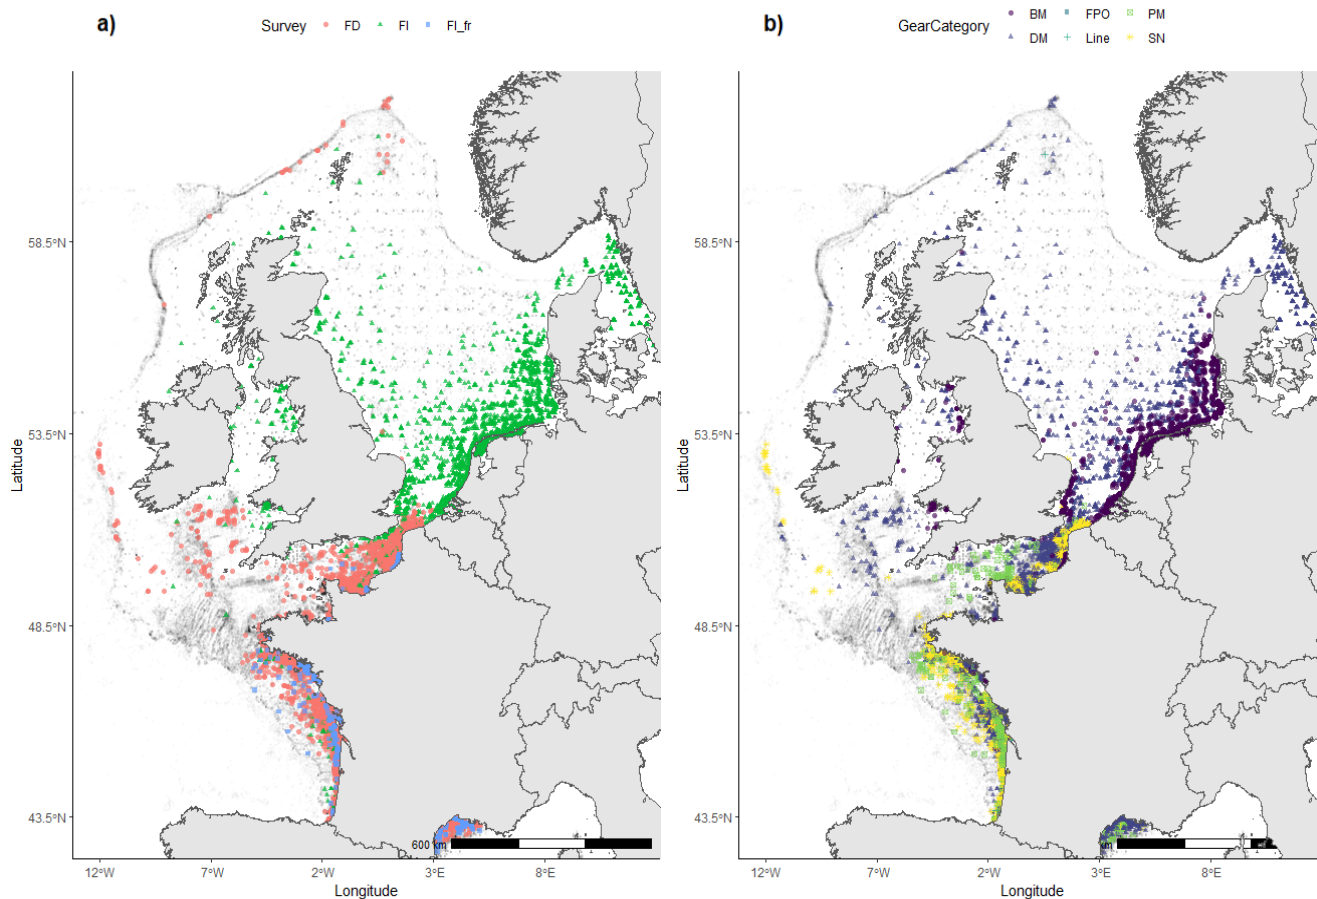 a)
Survey FD FI FI_fr
58.5°N
53.5°N
48.5°N
43.5°N
Latitude
600 km
12°W 7°W 2°W 3°E 8°E
Longitude
b)
GearCategory
BM FPO PM
DM Line SN
58.5°N
53.5°N
48.5°N
43.5°N
Latitude
12°W 7°W 2°W 3°E 8°E
Longitude